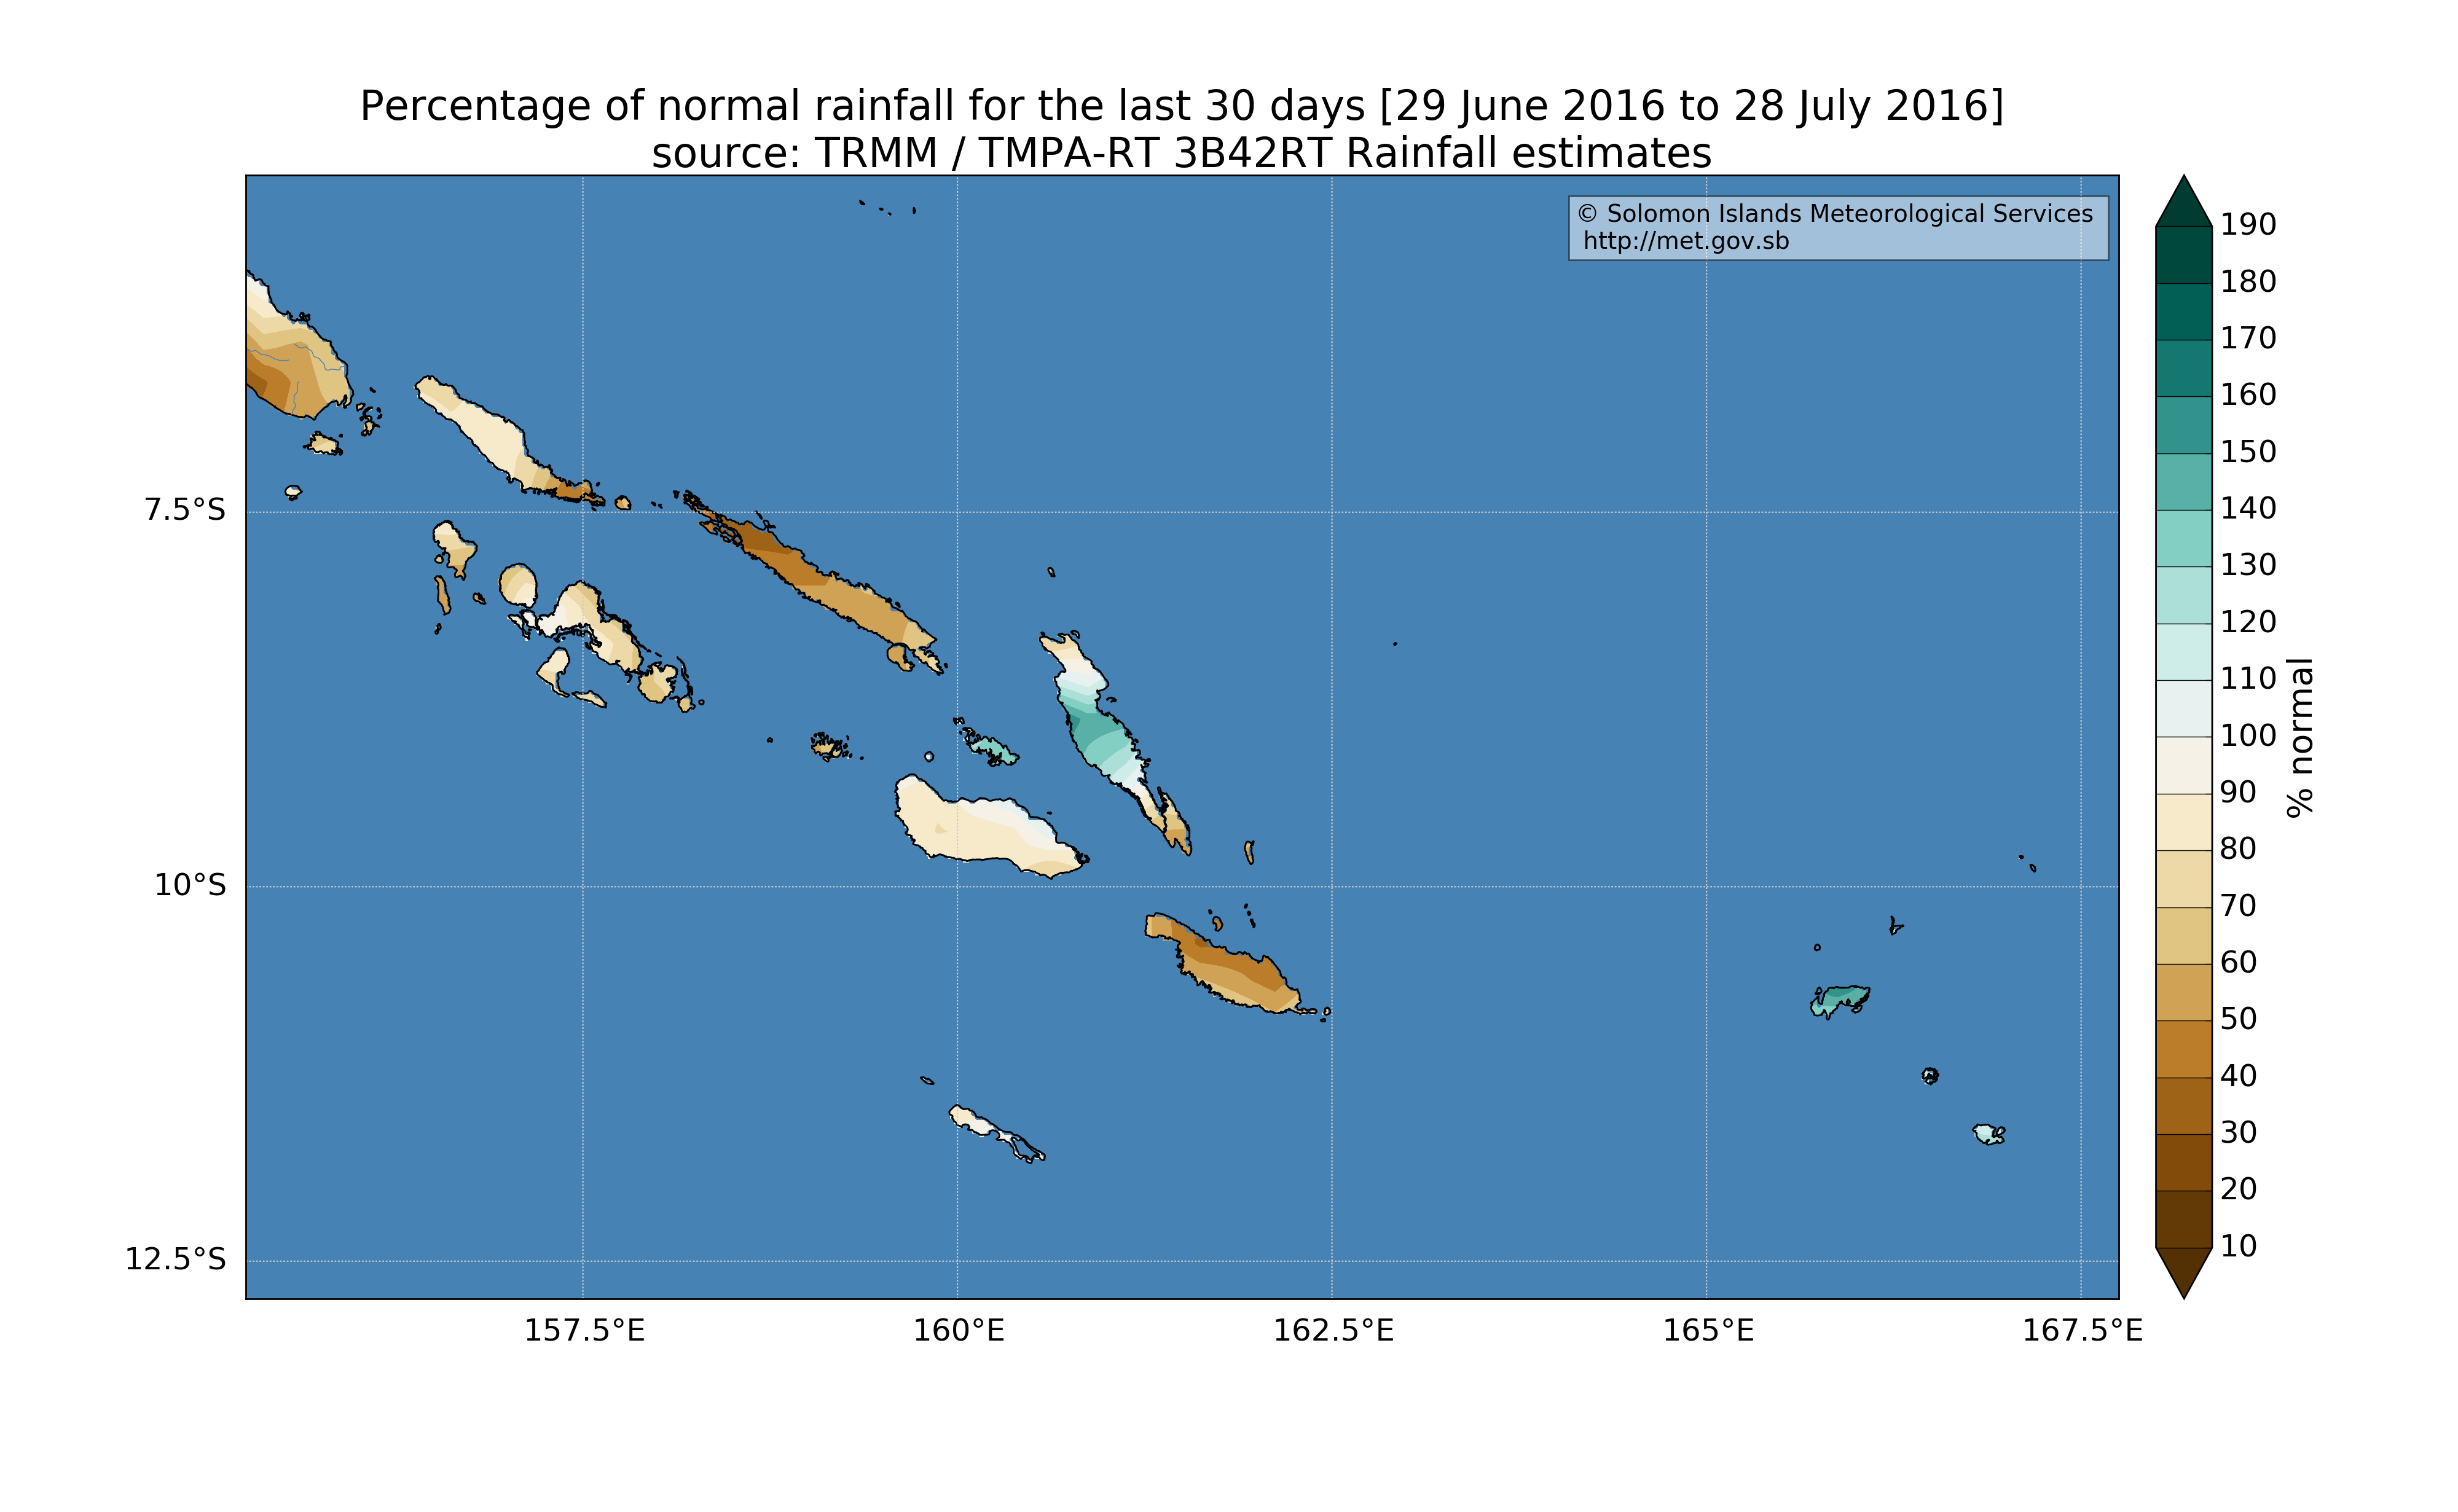 Percentage of normal rainfall for the last 30 days [29 June 2016 to 28 July 2016]
source: TRMM / TMPA-RT 3B42RT Rainfall estimates
© Solomon Islands Meteorological Services
http://met.gov.sb
7.5°S
10°S
12.5°S
157.5°E
160°E
162.5°E
165°E
167.5°E
190
180
170
160
150
140
130
120
110
100
90
80
70
60
50
40
30
20
10
% normal